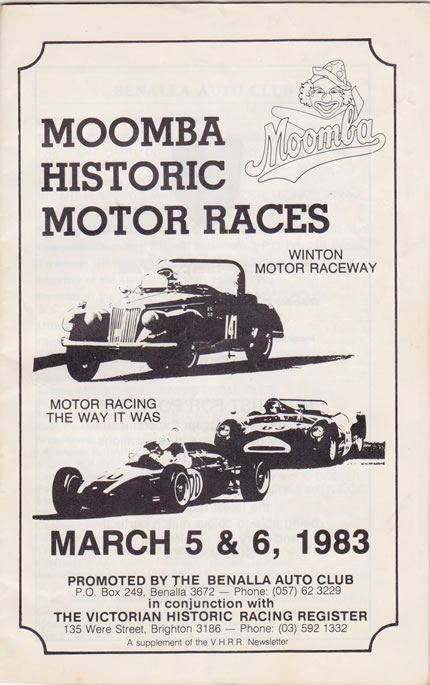 Moomba
MOOMBA
HISTORIC
MOTOR RACES
WINTON
MOTOR RACEWAY
141
MOTOR RACING
THE WAY IT WAS
10
MARCH 5 & 6, 1983
PROMOTED BY THE BENALLA AUTO CLUB
P.O. Box 249, Benalla 3672 — Phone: (057) 62 3229
in conjunction with
THE VICTORIAN HISTORIC RACING REGISTER
135 Were Street, Brighton 3186 — Phone: (03) 592 1332
A supplement of the V.H.R.R. Newsletter